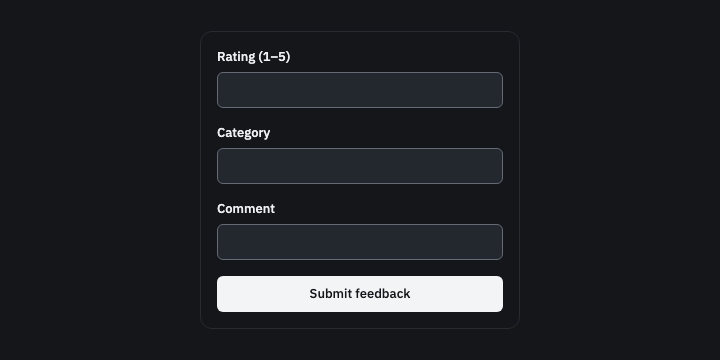 Rating (1–5)
Category
Comment
Submit feedback